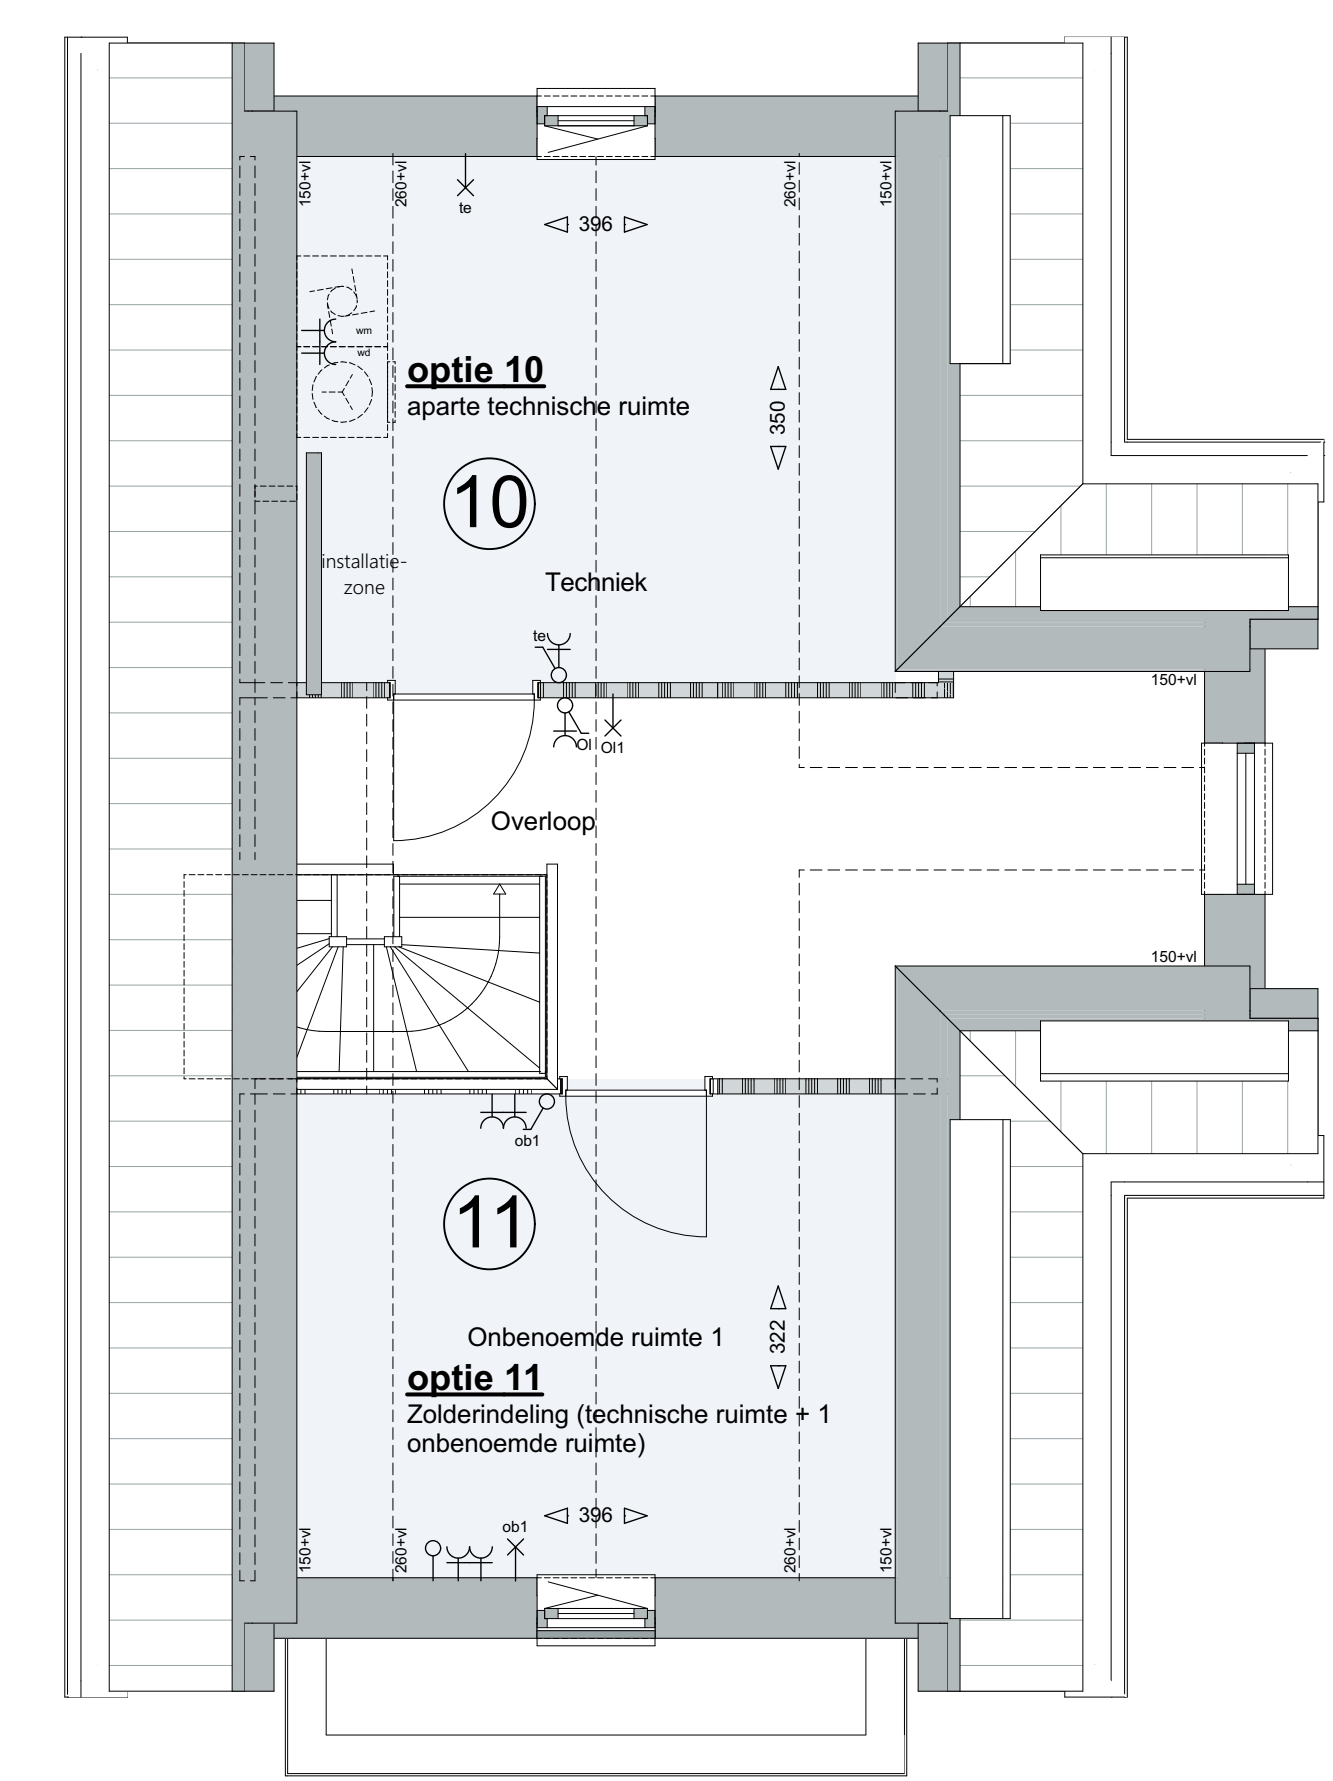 150+vl
260+vl
te
396
260+vl
150+vl
wm
wd
optie 10
aparte technische ruimte
350
10
installatie-
zone
Techniek
te
Ol
Ol1
150+vl
Overloop
150+vl
ob1
11
Onbenoemde ruimte 1
322
optie 11
Zolderindeling (technische ruimte + 1
onbenoemde ruimte)
396
ob1
150+vl
260+vl
260+vl
150+vl